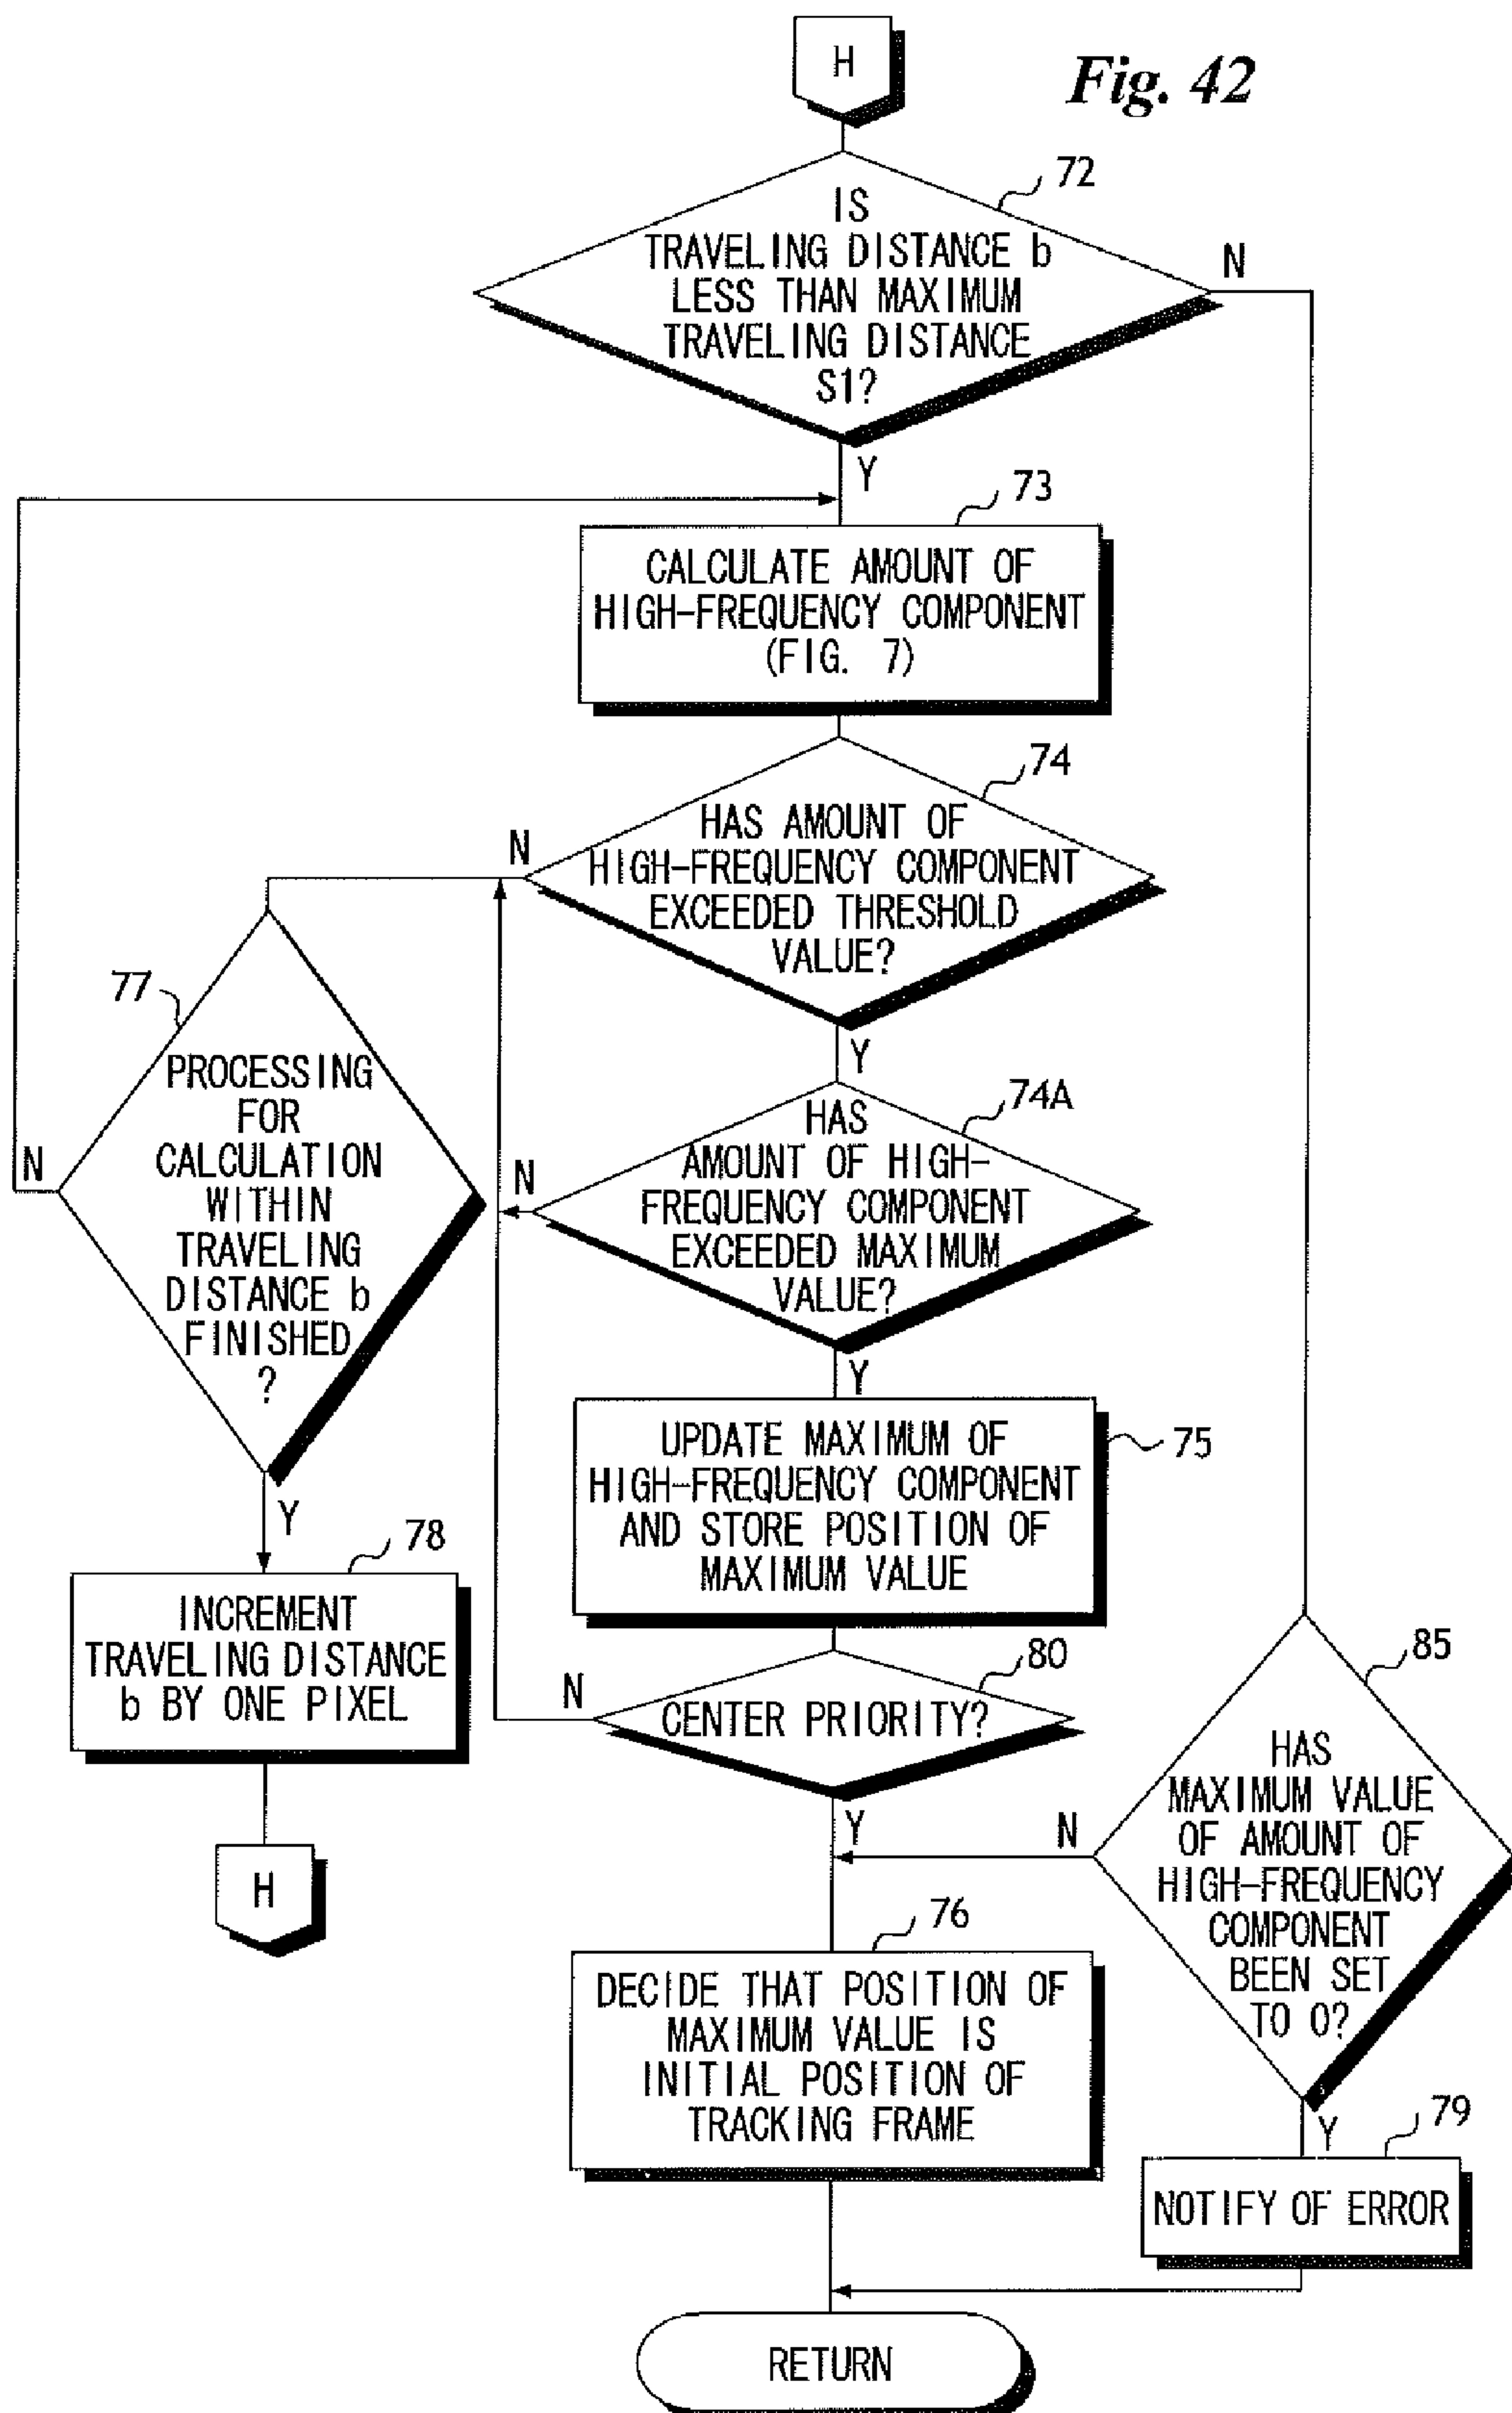 H
Fig. 42
72
IS
TRAVELING DISTANCE b
LESS THAN MAXIMUM
TRAVELING DISTANCE
S1?
N
Y
73
CALCULATE AMOUNT OF
HIGH-FREQUENCY COMPONENT
(FIG. 7)
74
HAS AMOUNT OF
HIGH-FREQUENCY COMPONENT
EXCEEDED THRESHOLD
VALUE?
N
Y
77
PROCESSING
FOR
CALCULATION
WITHIN
TRAVELING
DISTANCE b
FINISHED
?
N
Y
74A
HAS
AMOUNT OF HIGH-
FREQUENCY COMPONENT
EXCEEDED MAXIMUM
VALUE?
N
Y
75
UPDATE MAXIMUM OF
HIGH-FREQUENCY COMPONENT
AND STORE POSITION OF
MAXIMUM VALUE
78
INCREMENT
TRAVELING DISTANCE
b BY ONE PIXEL
H
80
CENTER PRIORITY?
N
Y
85
HAS
MAXIMUM VALUE
OF AMOUNT OF
HIGH-FREQUENCY
COMPONENT
BEEN SET
TO 0?
N
Y
76
DECIDE THAT POSITION OF
MAXIMUM VALUE IS
INITIAL POSITION OF
TRACKING FRAME
79
NOTIFY OF ERROR
RETURN